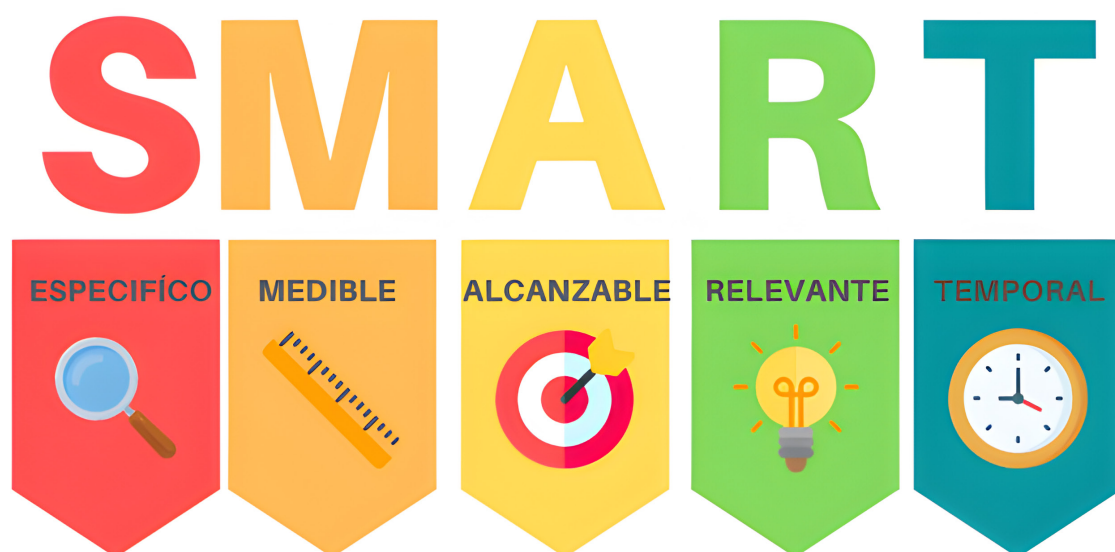 SMART
ESPECIFÍCO
MEDIBLE
ALCANZABLE
RELEVANTE
TEMPORAL